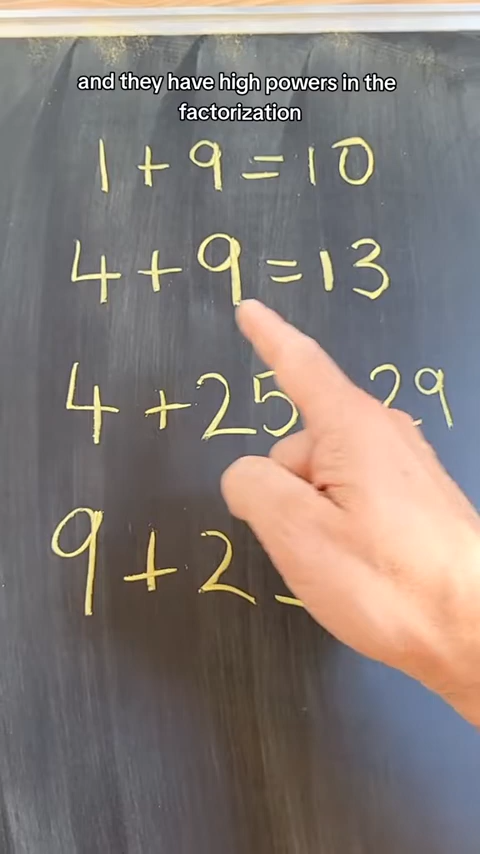 and they have high powers in the
factorization
1 + 9 = 10
4 + 9 = 13
4 + 25 29
9 + 2